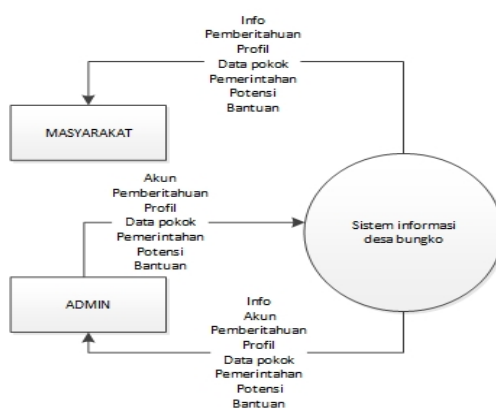 Info
Pemberitahuan
Profil
Data pokok
Pemerintahan
Potensi
Bantuan
MASYARAKAT
Akun
Pemberitahuan
Profil
Data pokok
Pemerintahan
Potensi
Bantuan
Sistem informasi
desa bungko
ADMIN
Info
Akun
Pemberitahuan
Profil
Data pokok
Pemerintahan
Potensi
Bantuan